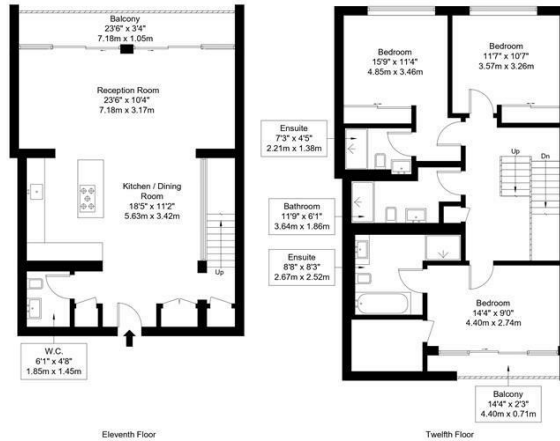 Balcony
23'6" x 3'4"
7.18m x 1.05m
Reception Room
23'6" x 10'4"
7.18m x 3.17m
Kitchen / Dining
Room
18'5" x 11'2"
5.63m x 3.42m
Up
W.C.
6'1" x 4'8"
1.85m x 1.45m
Eleventh Floor
Bedroom
15'9" x 11'4"
4.85m x 3.46m
Bedroom
11'7" x 10'7"
3.57m x 3.26m
Ensuite
7'3" x 4'5"
2.21m x 1.38m
Up
Dn
Bathroom
11'9" x 6'1"
3.64m x 1.86m
Ensuite
8'8" x 8'3"
2.67m x 2.52m
Bedroom
14'4" x 9'0"
4.40m x 2.74m
Balcony
14'4" x 2'3"
4.40m x 0.71m
Twelfth Floor